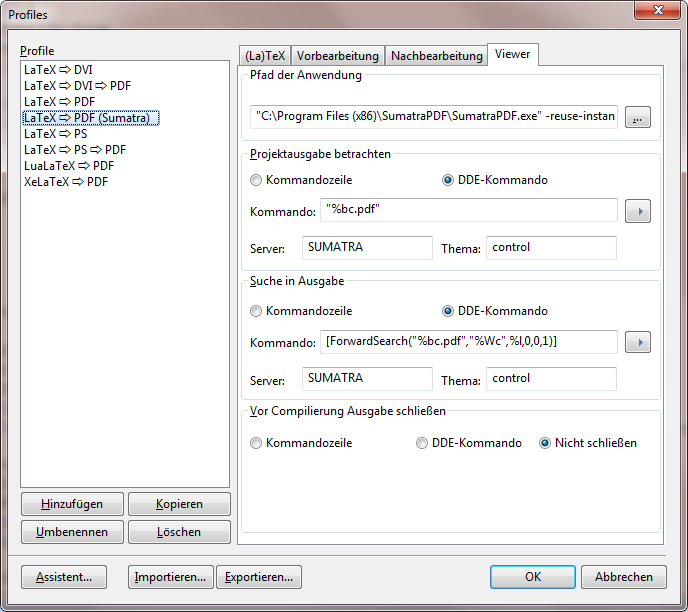 Profiles
Profile
LaTeX ⇨ DVI
LaTeX ⇨ DVI ⇨ PDF
LaTeX ⇨ PDF
LaTeX ⇨ PDF (Sumatra)
LaTeX ⇨ PS
LaTeX ⇨ PS ⇨ PDF
LuaLaTeX ⇨ PDF
XeLaTeX ⇨ PDF
Hinzufügen Kopieren
Umbenennen Löschen
(La)TeX Vorbearbeitung Nachbearbeitung Viewer
Pfad der Anwendung
"C:\Program Files (x86)\SumatraPDF\SumatraPDF.exe" -reuse-instan ...
Projektausgabe betrachten
Kommandozeile DDE-Kommando
Kommando: "%bc.pdf"
Server: SUMATRA Thema: control
Suche in Ausgabe
Kommandozeile DDE-Kommando
Kommando: [ForwardSearch("%bc.pdf","%Wc",%l,0,0,1)]
Server: SUMATRA Thema: control
Vor Compilierung Ausgabe schließen
Kommandozeile DDE-Kommando Nicht schließen
Assistent... Importieren... Exportieren... OK Abbrechen